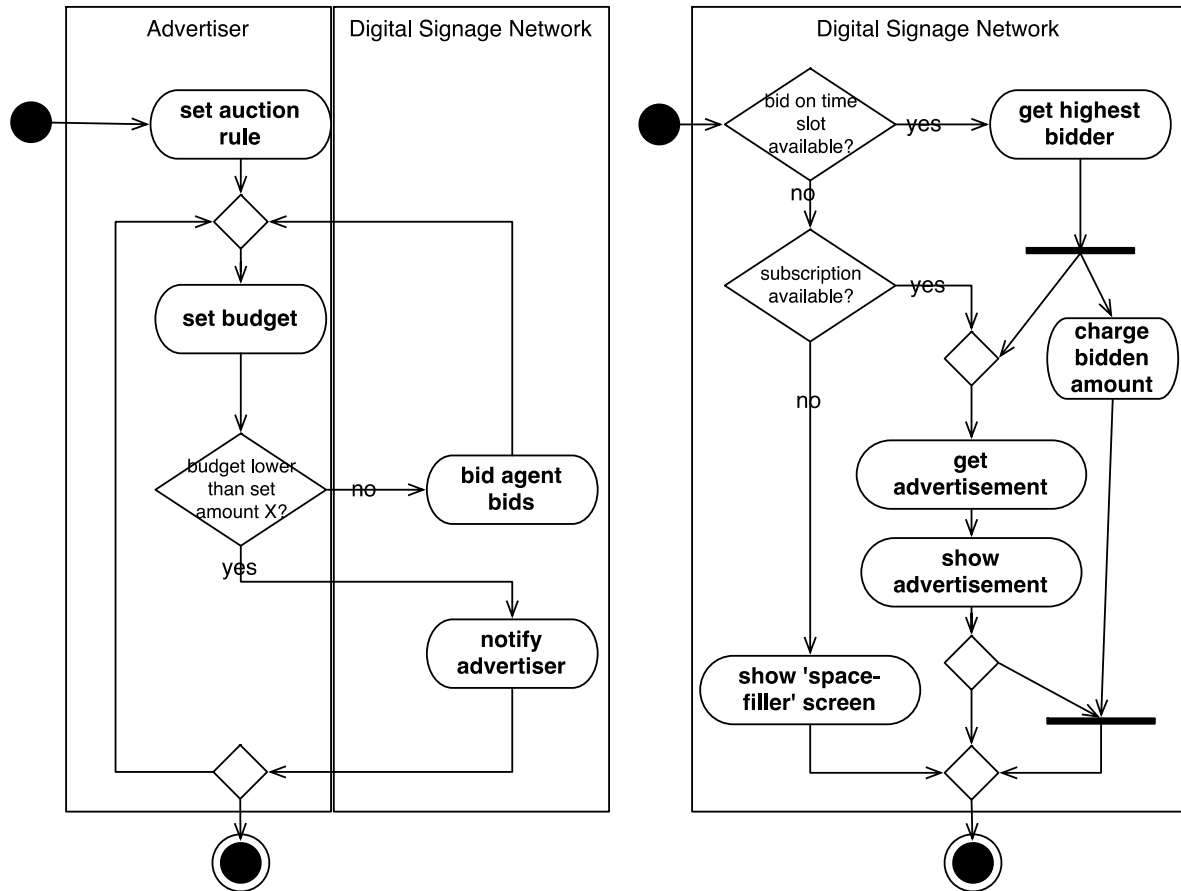 Advertiser
Digital Signage Network
set auction
rule
set budget
budget lower
than set
amount X?
no
bid agent
bids
yes
notify
advertiser
Digital Signage Network
bid on time
slot
available?
yes
get highest
bidder
no
subscription
available?
yes
charge
bidden
amount
no
get
advertisement
show
advertisement
show 'space-
filler' screen